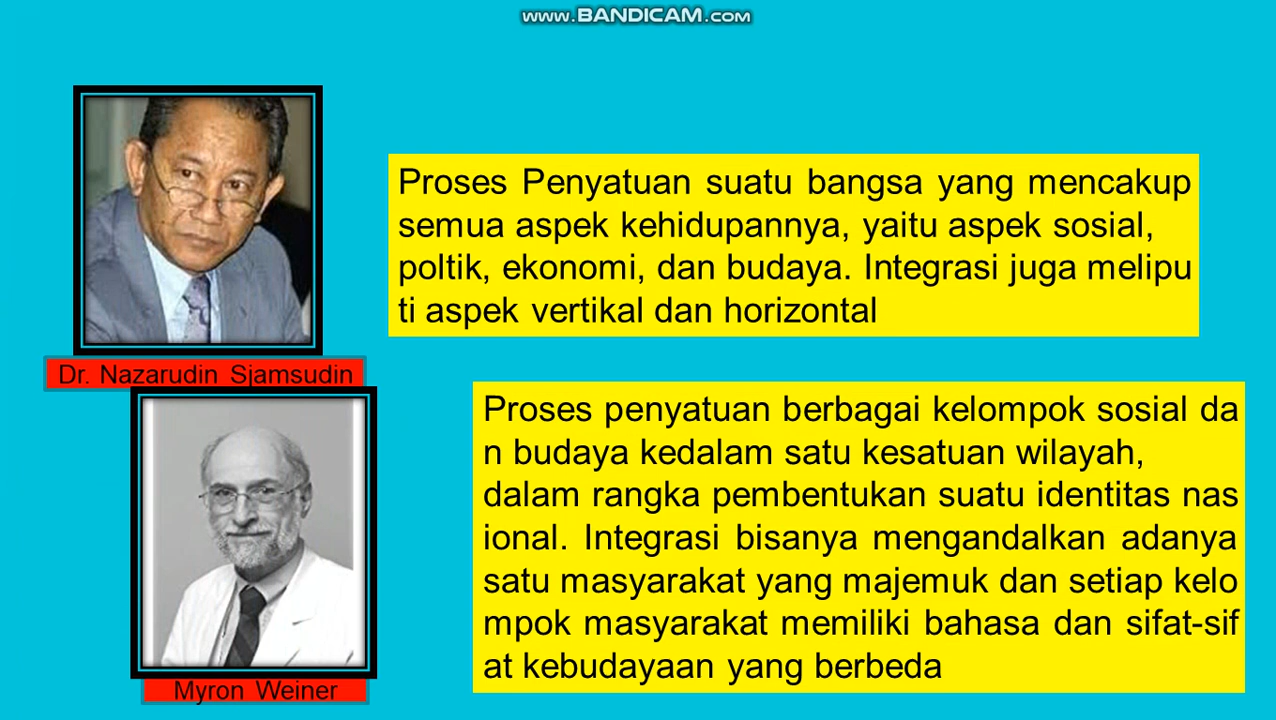 www.BANDICAM.com
Proses Penyatuan suatu bangsa yang mencakup
semua aspek kehidupannya, yaitu aspek sosial,
poltik, ekonomi, dan budaya. Integrasi juga melipu
ti aspek vertikal dan horizontal
Dr. Nazarudin Sjamsudin
Proses penyatuan berbagai kelompok sosial da
n budaya kedalam satu kesatuan wilayah,
dalam rangka pembentukan suatu identitas nas
ional. Integrasi bisanya mengandalkan adanya
satu masyarakat yang majemuk dan setiap kelo
mpok masyarakat memiliki bahasa dan sifat-sif
at kebudayaan yang berbeda
Myron Weiner